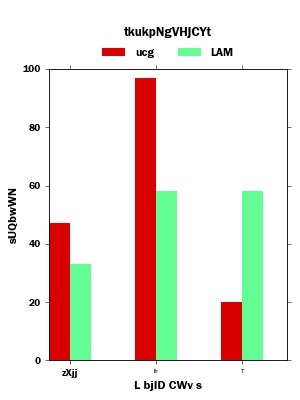 tkukpNgVHJCYt
ucg LAM
100
80
60
40
20
0
sUQbwWN
zXjj
L bjID CWv s